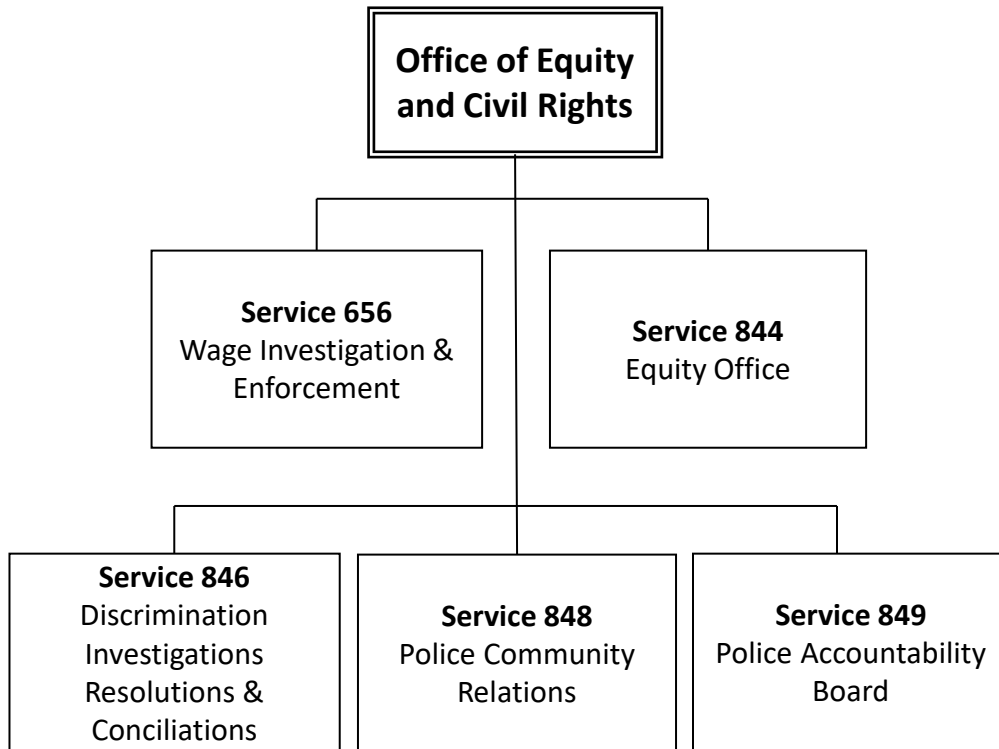 Office of Equity
and Civil Rights
Service 656
Wage Investigation &
Enforcement
Service 844
Equity Office
Service 846
Discrimination
Investigations
Resolutions &
Conciliations
Service 848
Police Community
Relations
Service 849
Police Accountability
Board